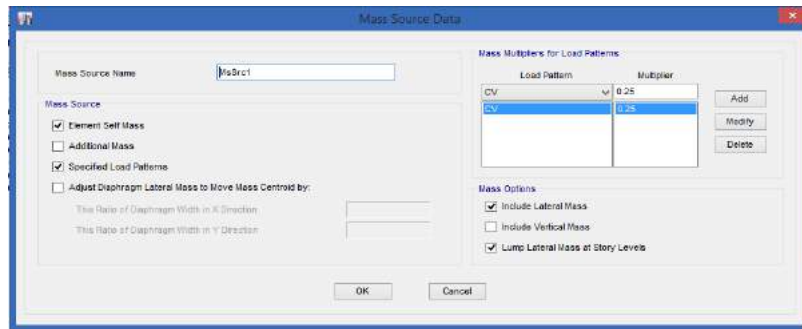 Mass Source Data
Mass Source Name MsSrc1
Mass Source
Element Self Mass
Additional Mass
Specified Load Patterns
Adjust Diaphragm Lateral Mass to Move Mass Centroid by:
This Ratio of Diaphragm Width in X Direction
This Ratio of Diaphragm Width in Y Direction
Mass Multipliers for Load Patterns
Load Pattern Multiplier
CV 0.25
CV 0.25
Add
Modify
Delete
Mass Options
Include Lateral Mass
Include Vertical Mass
Lump Lateral Mass at Story Levels
OK Cancel